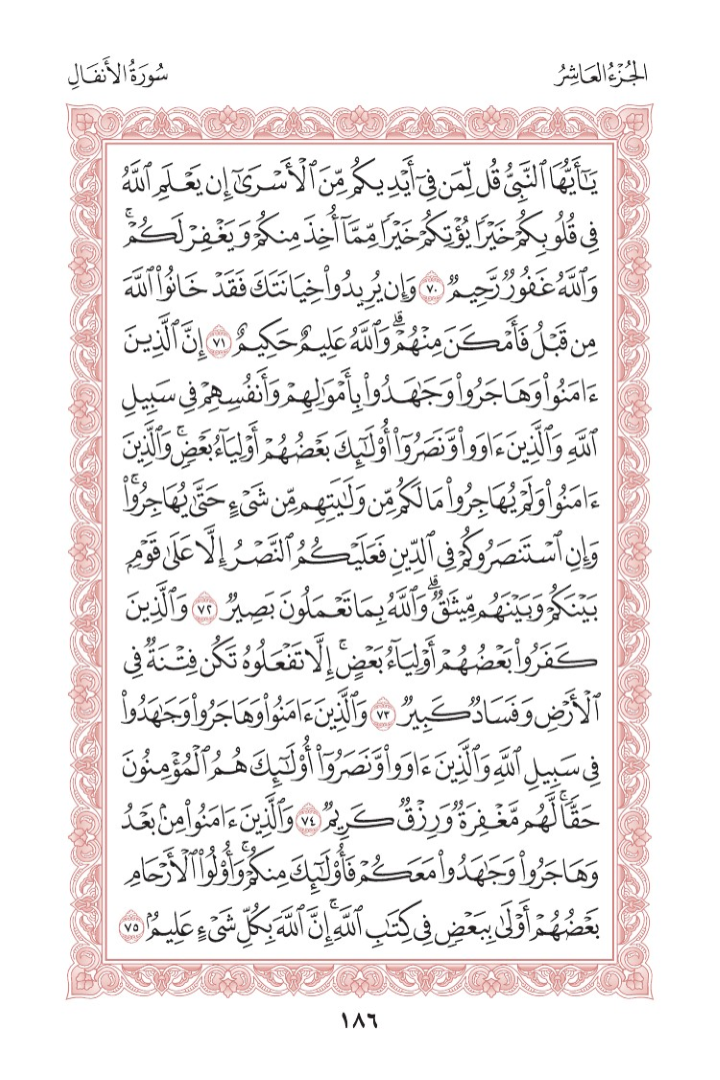 الجُزْءُ العَاشِرُ
سُورَةُ الأَنفَالِ
يَٰٓأَيُّهَا ٱلنَّبِيُّ قُل لِّمَن فِىٓ أَيْدِيكُم مِّنَ ٱلْأَسْرَىٰٓ إِن يَعْلَمِ ٱللَّهُ
فِى قُلُوبِكُمْ خَيْرًا يُؤْتِكُمْ خَيْرًا مِّمَّآ أُخِذَ مِنكُمْ وَيَغْفِرْ لَكُمْ ۚ
وَٱللَّهُ غَفُورٌ رَّحِيمٌ ٧٠ وَإِن يُرِيدُوا۟ خِيَانَتَكَ فَقَدْ خَانُوا۟ ٱللَّهَ
مِن قَبْلُ فَأَمْكَنَ مِنْهُمْ ۗ وَٱللَّهُ عَلِيمٌ حَكِيمٌ ٧١ إِنَّ ٱلَّذِينَ
ءَامَنُوا۟ وَهَاجَرُوا۟ وَجَٰهَدُوا۟ بِأَمْوَٰلِهِمْ وَأَنفُسِهِمْ فِى سَبِيلِ
ٱللَّهِ وَٱلَّذِينَ ءَاوَوا۟ وَّنَصَرُوٓا۟ أُو۟لَٰٓئِكَ بَعْضُهُمْ أَوْلِيَآءُ بَعْضٍ ۚ وَٱلَّذِينَ
ءَامَنُوا۟ وَلَمْ يُهَاجِرُوا۟ مَا لَكُم مِّن وَلَٰيَتِهِم مِّن شَىْءٍ حَتَّىٰ يُهَاجِرُوا۟ ۚ
وَإِنِ ٱسْتَنصَرُوكُمْ فِى ٱلدِّينِ فَعَلَيْكُمُ ٱلنَّصْرُ إِلَّا عَلَىٰ قَوْمٍۭ
بَيْنَكُمْ وَبَيْنَهُم مِّيثَٰقٌ ۗ وَٱللَّهُ بِمَا تَعْمَلُونَ بَصِيرٌ ٧٢ وَٱلَّذِينَ
كَفَرُوا۟ بَعْضُهُمْ أَوْلِيَآءُ بَعْضٍ ۚ إِلَّا تَفْعَلُوهُ تَكُن فِتْنَةٌ فِى
ٱلْأَرْضِ وَفَسَادٌ كَبِيرٌ ٧٣ وَٱلَّذِينَ ءَامَنُوا۟ وَهَاجَرُوا۟ وَجَٰهَدُوا۟
فِى سَبِيلِ ٱللَّهِ وَٱلَّذِينَ ءَاوَوا۟ وَّنَصَرُوٓا۟ أُو۟لَٰٓئِكَ هُمُ ٱلْمُؤْمِنُونَ
حَقًّا ۚ لَّهُم مَّغْفِرَةٌ وَرِزْقٌ كَرِيمٌ ٧٤ وَٱلَّذِينَ ءَامَنُوا۟ مِنۢ بَعْدُ
وَهَاجَرُوا۟ وَجَٰهَدُوا۟ مَعَكُمْ فَأُو۟لَٰٓئِكَ مِنكُمْ ۚ وَأُو۟لُوا۟ ٱلْأَرْحَامِ
بَعْضُهُمْ أَوْلَىٰ بِبَعْضٍ فِى كِتَٰبِ ٱللَّهِ ۗ إِنَّ ٱللَّهَ بِكُلِّ شَىْءٍ عَلِيمٌۢ ٧٥
١٨٦